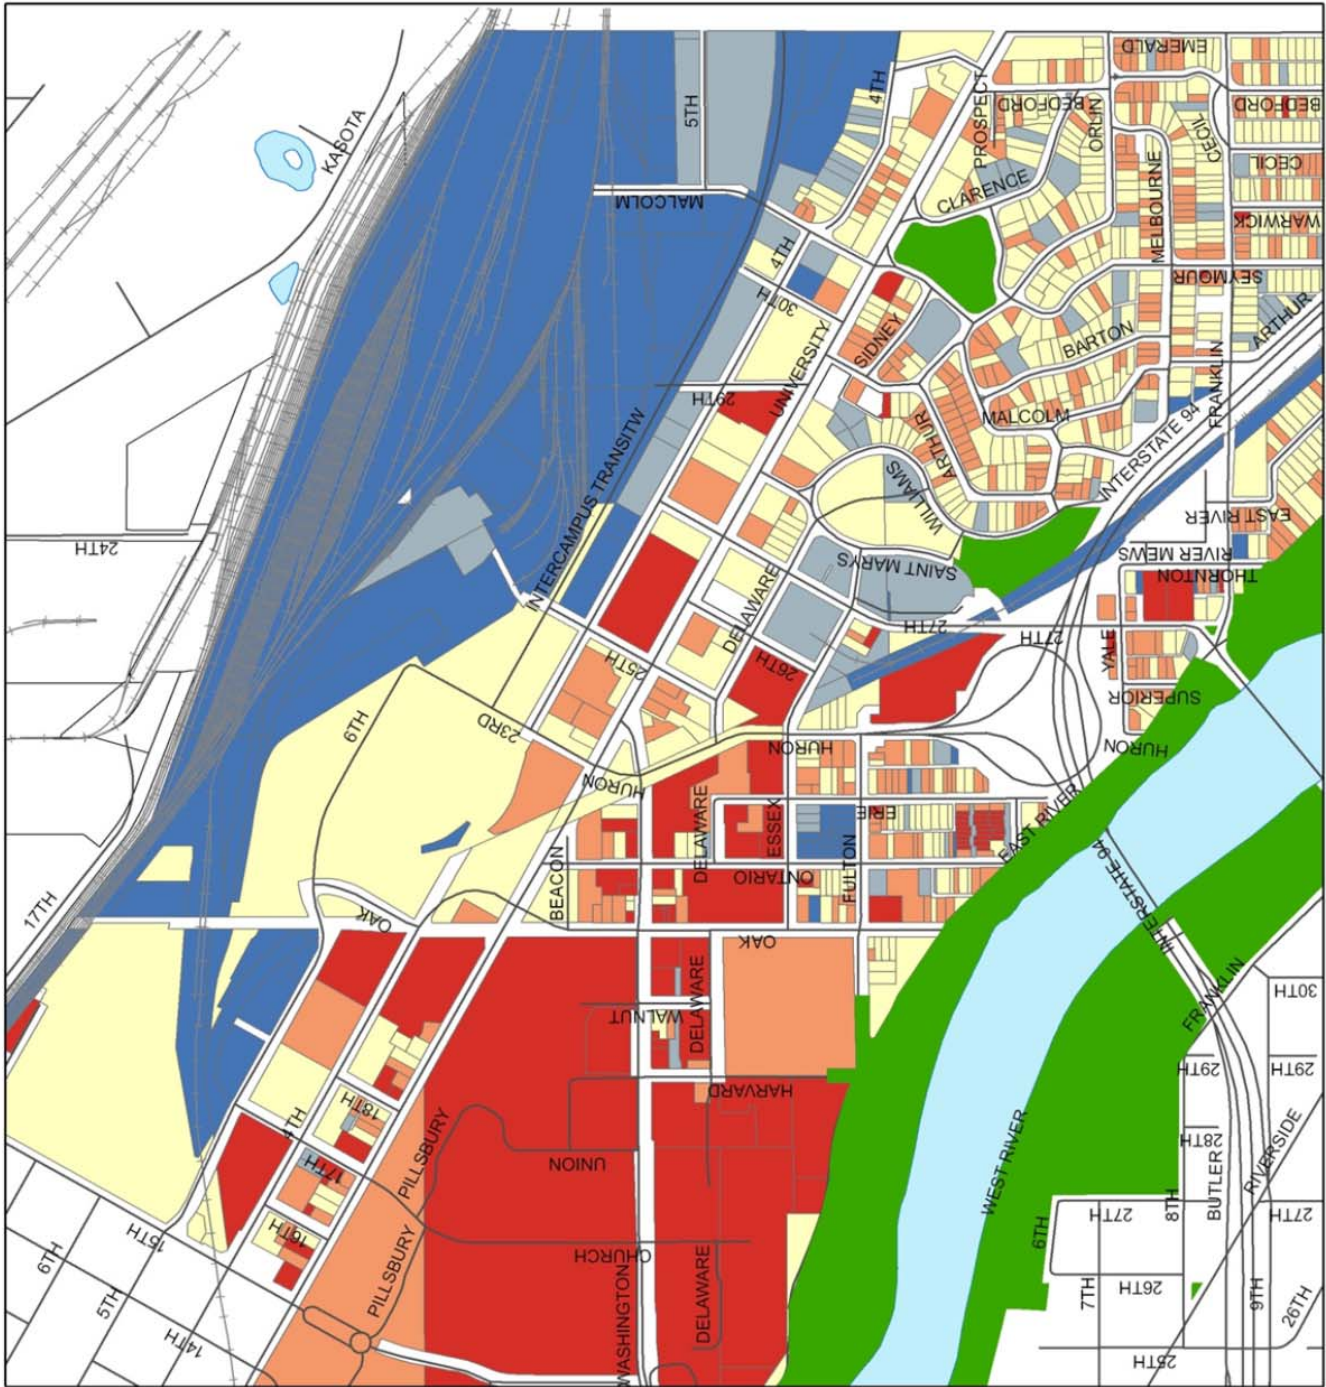 EMERALD
4TH
5TH
PROSPECT
BEDFORD
BEDFORD
ORLIN
CECIL
BEDFORD
KASOTA
CECIL
CLARENCE
MELBOURNE
MALCOLM
WARWICK
4TH
SEYMOUR
30TH
ARTHUR
SIDNEY
BARTON
UNIVERSITY
FRANKLIN
29TH
MALCOLM
ARTHUR
INTERSTATE 94
WILLIAMS
INTERCAMPUS TRANSITW
EAST RIVER
24TH
RIVER MEWS
SAINT MARYS
THORNTON
DELAWARE
27TH
27TH
YALE
25TH
26TH
SUPERIOR
6TH
23RD
HURON
HURON
HURON
DELAWARE
ESSEX
ERIE
EAST RIVER
BEACON
ONTARIO
FULTON
17TH
INTERSTATE 94
OAK
OAK
WALNUT
DELAWARE
FRANKLIN
30TH
HARVARD
29TH
29TH
18TH
4TH
PILLSBURY
28TH
RIVERSIDE
17TH
UNION
WEST RIVER
BUTLER
8TH
27TH
27TH
15TH
16TH
6TH
CHURCH
6TH
PILLSBURY
DELAWARE
WASHINGTON
7TH
26TH
9TH
26TH
5TH
14TH
25TH